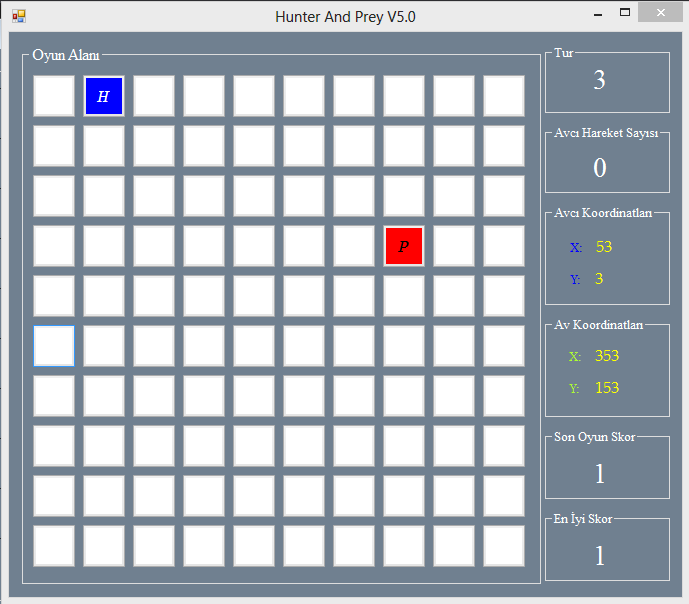 Hunter And Prey V5.0
Oyun Alanı
H
P
Tur
3
Avcı Hareket Sayısı
0
Avcı Koordinatları
X: 53
Y: 3
Av Koordinatları
X: 353
Y: 153
Son Oyun Skor
1
En İyi Skor
1